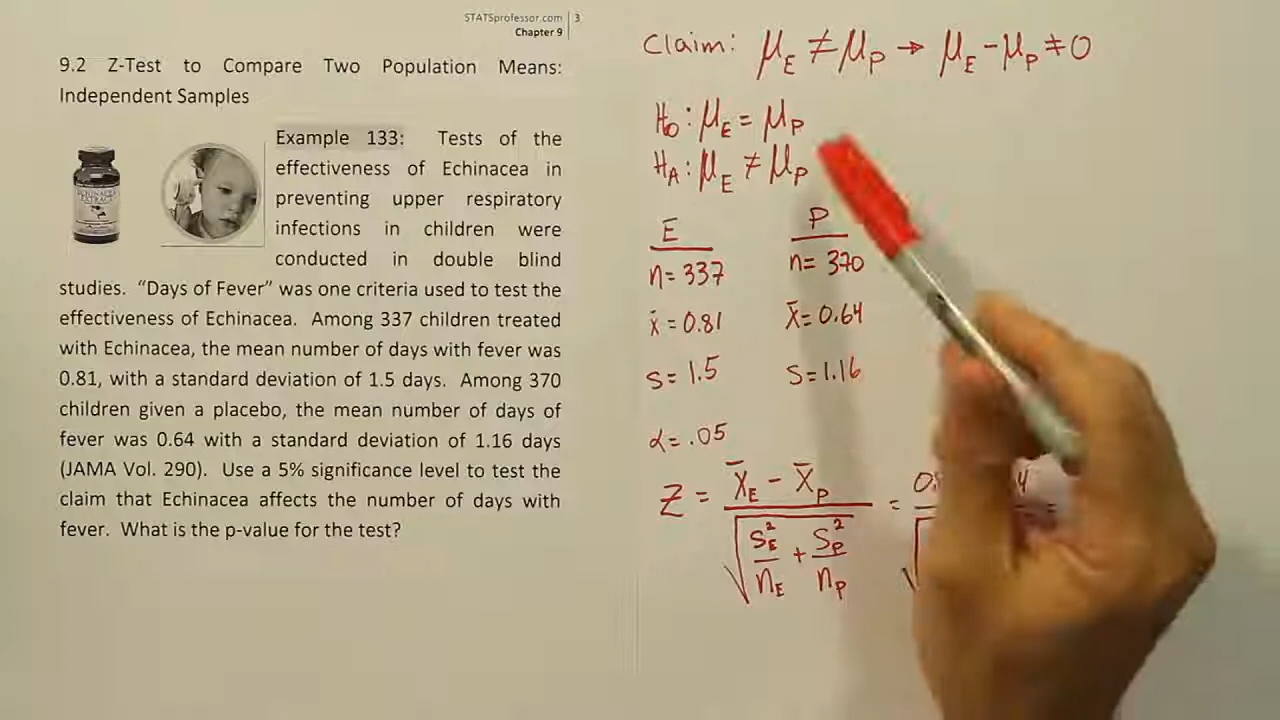 STATSprofessor.com 3
Chapter 9
9.2 Z-Test to Compare Two Population Means:
Independent Samples
Example 133: Tests of the
effectiveness of Echinacea in
preventing upper respiratory
infections in children were
conducted in double blind
studies. "Days of Fever" was one criteria used to test the
effectiveness of Echinacea. Among 337 children treated
with Echinacea, the mean number of days with fever was
0.81, with a standard deviation of 1.5 days. Among 370
children given a placebo, the mean number of days of
fever was 0.64 with a standard deviation of 1.16 days
(JAMA Vol. 290). Use a 5% significance level to test the
claim that Echinacea affects the number of days with
fever. What is the p-value for the test?
ECHINACEA
EXTRACT
Claim: μE ≠ μP → μE - μP ≠ 0
H0: μE = μP
HA: μE ≠ μP
E P
n = 337 n = 370
x̄ = 0.81 x̄ = 0.64
s = 1.5 s = 1.16
α = .05
Z = (X̄E - X̄P) / √(sE²/nE + sP²/nP) =